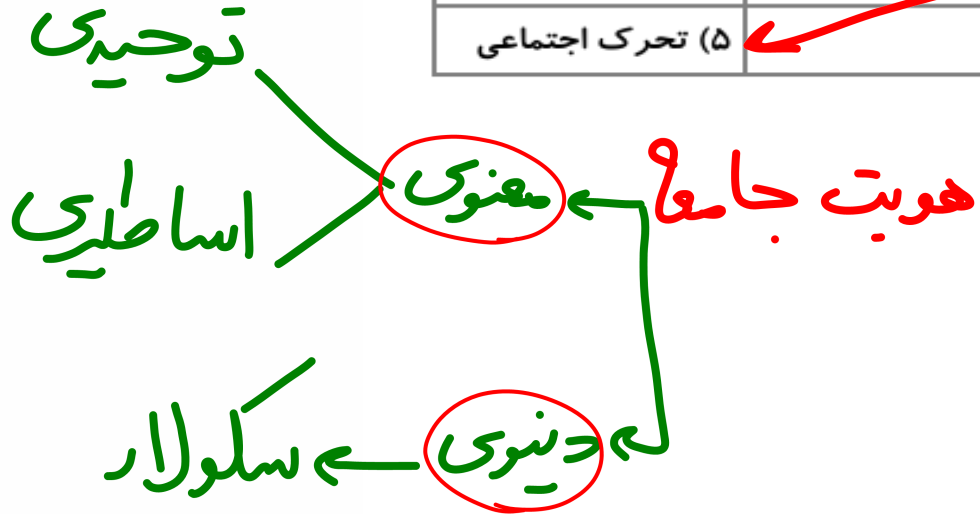 ۵) تحرک اجتماعی
توحیدی
هویت جامعه
معنوی
اساطیری
دنیوی
سکولار